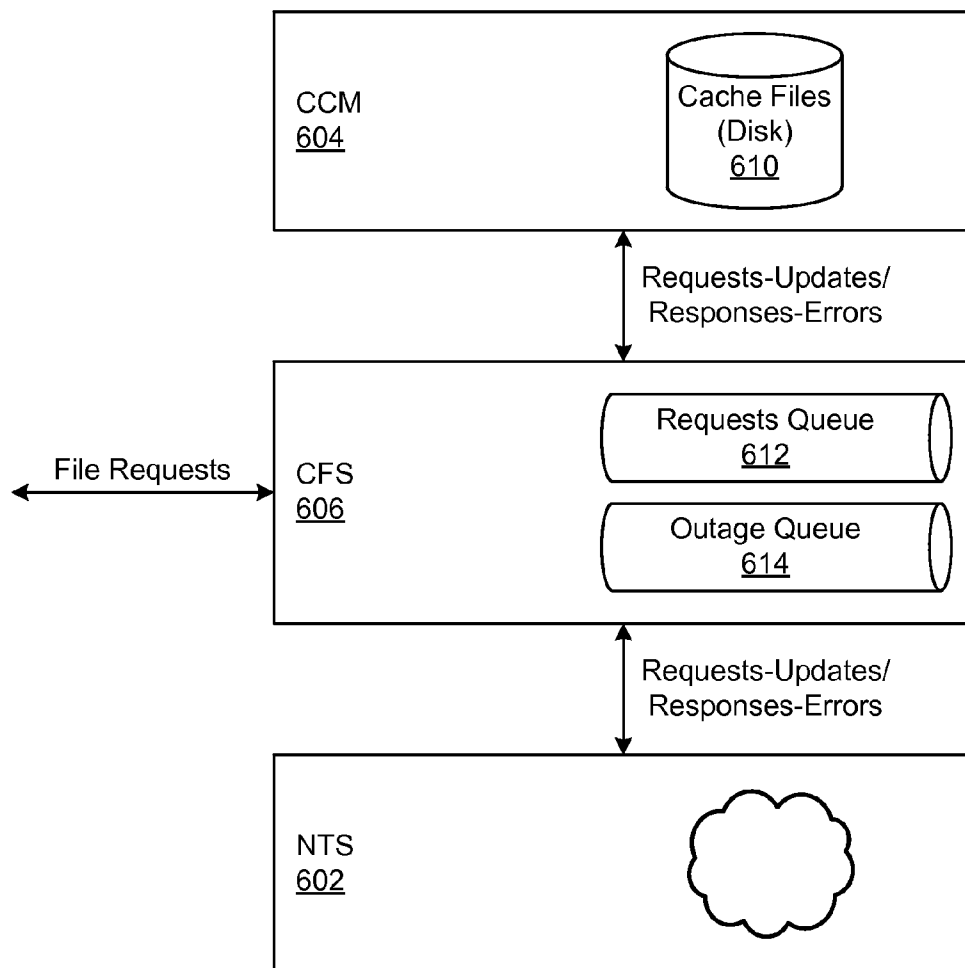 CCM
604
Cache Files
(Disk)
610
Requests-Updates/
Responses-Errors
File Requests
CFS
606
Requests Queue
612
Outage Queue
614
Requests-Updates/
Responses-Errors
NTS
602